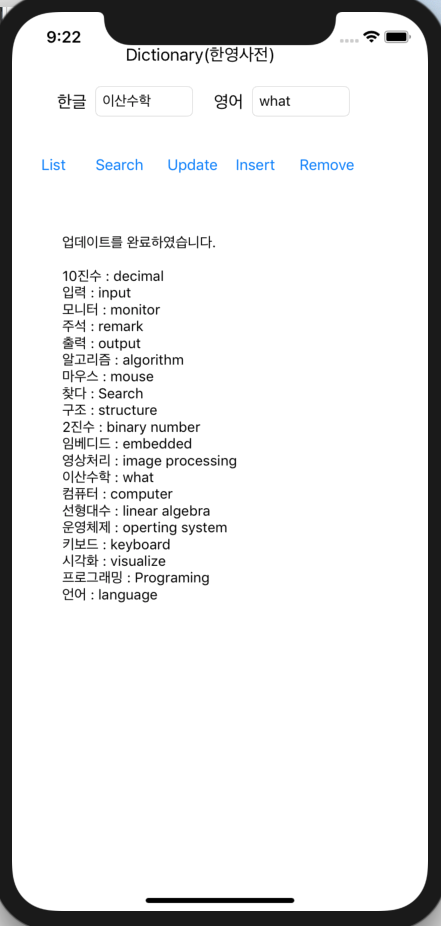 9:22
Dictionary(한영사전)
한글 이산수학 영어 what
List Search Update Insert Remove
업데이트를 완료하였습니다.
10진수 : decimal
입력 : input
모니터 : monitor
주석 : remark
출력 : output
알고리즘 : algorithm
마우스 : mouse
찾다 : Search
구조 : structure
2진수 : binary number
임베디드 : embedded
영상처리 : image processing
이산수학 : what
컴퓨터 : computer
선형대수 : linear algebra
운영체제 : operting system
키보드 : keyboard
시각화 : visualize
프로그래밍 : Programing
언어 : language